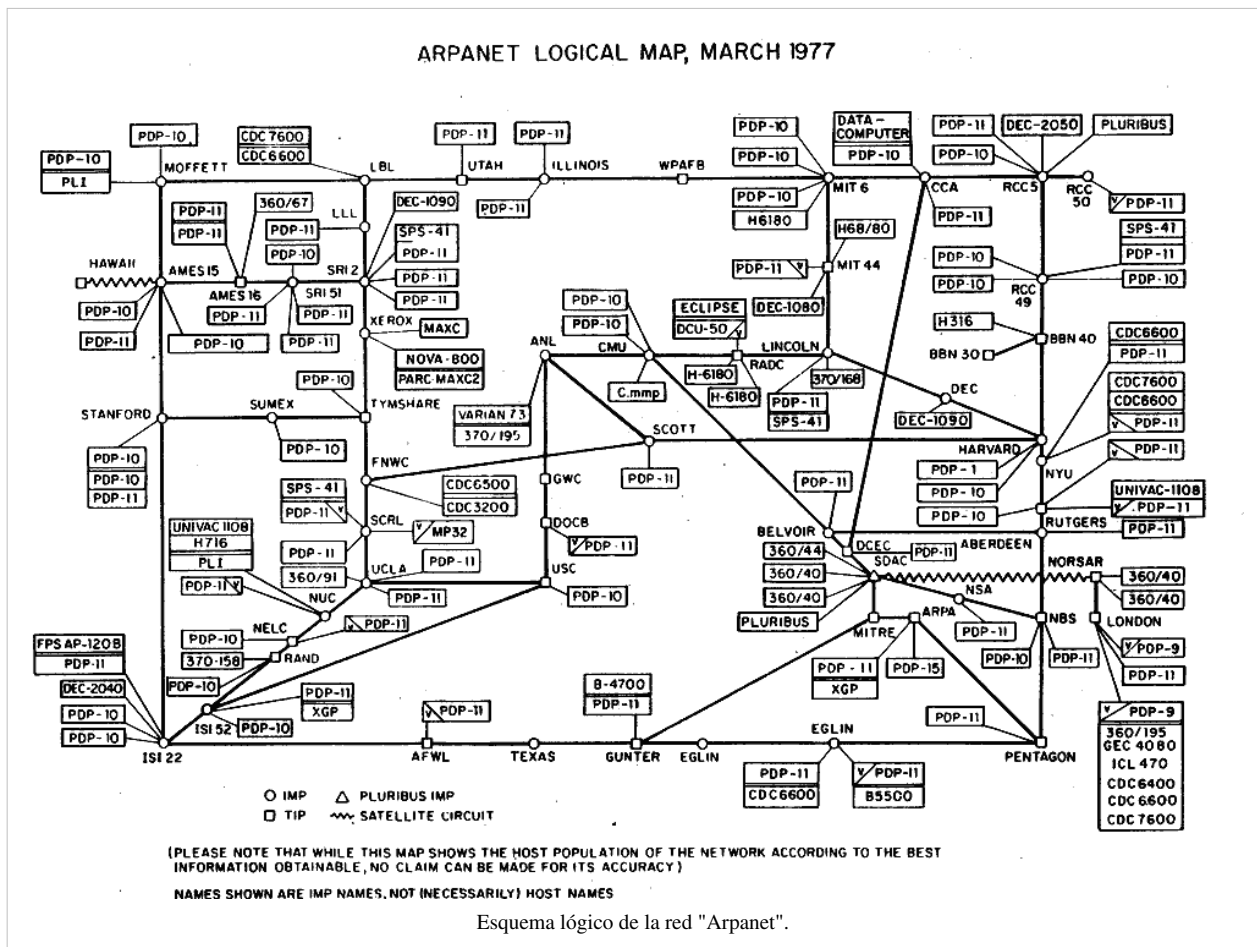 ARPANET LOGICAL MAP, MARCH 1977
PDP-10
CDC7600
CDC6600
PDP-11
PDP-11
PDP-10
PDP-10
DATA-
COMPUTER
PDP-10
PDP-11
PDP-10
DEC-2050
PLURIBUS
PDP-10
PLI
MOFFETT
LBL
UTAH
ILLINOIS
WPAFB
MIT 6
CCA
RCC5
RCC
50
PDP-11
PDP-10
H6180
PDP-11
V PDP-11
PDP-11
PDP-11
360/67
LLL
PDP-11
DEC-1090
SPS-41
PDP-11
PDP-11
PDP-11
H68/80
PDP-11 V
MIT 44
DEC-1080
SPS-41
PDP-11
PDP-10
PDP-10
PDP-10
RCC
49
HAWAII
AMES15
AMES16
PDP-10
SRI 51
SRI 2
PDP-10
PDP-11
PDP-10
PDP-11
PDP-11
PDP-11
XEROX
MAXC
NOVA-800
PARC-MAXC2
PDP-10
PDP-10
ECLIPSE
DCU-50 V
H316
BBN 30
BBN 40
CDC6600
PDP-11
ANL
CMU
C.mmp
RADC
H-6180
H-6180
LINCOLN
370/168
PDP-11
SPS-41
DEC
DEC-1090
CDC7600
CDC6600
V PDP-11
V PDP-11
STANFORD
SUMEX
PDP-10
TYMSHARE
PDP-10
PDP-10
PDP-10
PDP-11
VARIAN 73
370/195
SCOTT
PDP-11
HARVARD
PDP-1
PDP-10
PDP-10
NYU
FNWC
CDC6500
CDC3200
GWC
SPS-41
PDP-11 V
SCRL
V MP32
PDP-11
UNIVAC-1108
V PDP-11
PDP-11
RUTGERS
ABERDEEN
UNIVAC 1108
H716
PLI
PDP-11 V
PDP-11
360/91
UCLA
PDP-11
PDP-11
DOCB
V PDP-11
USC
PDP-10
BELVOIR
DCEC
PDP-11
SDAC
360/44
360/40
360/40
PLURIBUS
NORSAR
360/40
360/40
NUC
NELC
PDP-10
V PDP-11
370-158
RAND
PDP-10
NSA
PDP-11
MITRE
ARPA
PDP-11
XGP
PDP-15
NBS
PDP-10
PDP-11
LONDON
V PDP-9
PDP-11
FPS AP-120B
PDP-11
DEC-2040
PDP-10
PDP-10
ISI 22
ISI 52
PDP-11
XGP
PDP-10
V PDP-11
AFWL
TEXAS
B-4700
PDP-11
GUNTER
EGLIN
EGLIN
PDP-11
CDC6600
V PDP-11
B5500
PDP-11
PENTAGON
V PDP-9
360/195
GEC 4080
ICL 470
CDC6400
CDC6600
CDC7600
IMP
PLURIBUS IMP
TIP
SATELLITE CIRCUIT
(PLEASE NOTE THAT WHILE THIS MAP SHOWS THE HOST POPULATION OF THE NETWORK ACCORDING TO THE BEST
INFORMATION OBTAINABLE, NO CLAIM CAN BE MADE FOR ITS ACCURACY)
NAMES SHOWN ARE IMP NAMES, NOT (NECESSARILY) HOST NAMES
Esquema lógico de la red "Arpanet".